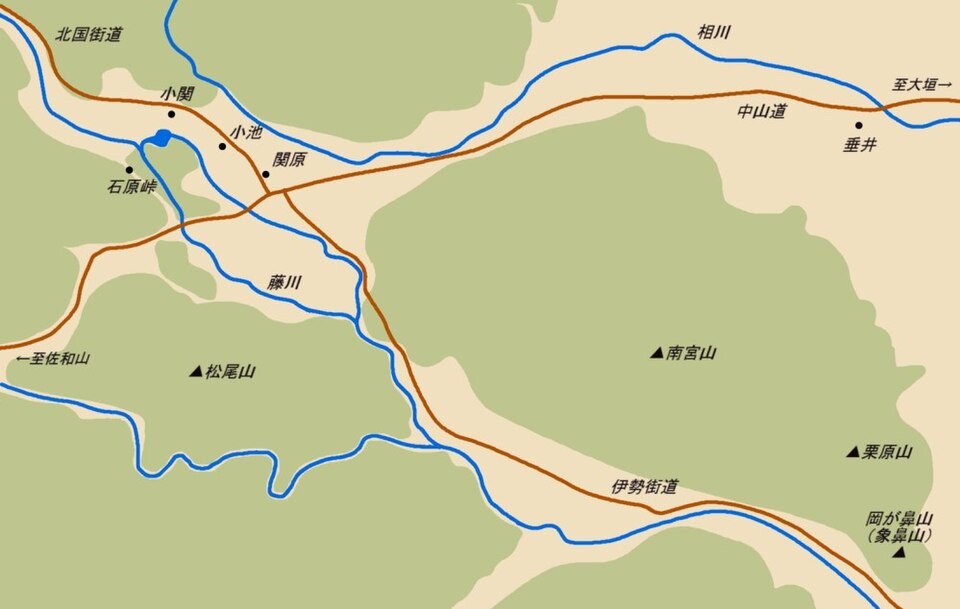 北国街道
相川
至大垣→
小関
中山道
小池
垂井
関原
石原峠
藤川
←至佐和山
▲松尾山
▲南宮山
▲栗原山
伊勢街道
岡が鼻山
（象鼻山）
▲